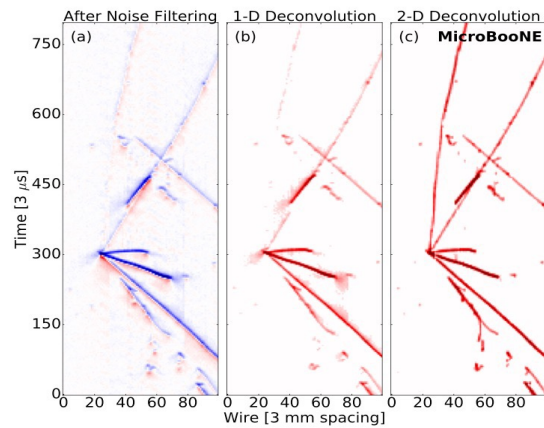 After Noise Filtering 1-D Deconvolution 2-D Deconvolution
(a) (b) (c) MicroBooNE
Time [3 μs]
750
600
450
300
150
0
0 20 40 60 80 0 20 40 60 80 0 20 40 60 80
Wire [3 mm spacing]